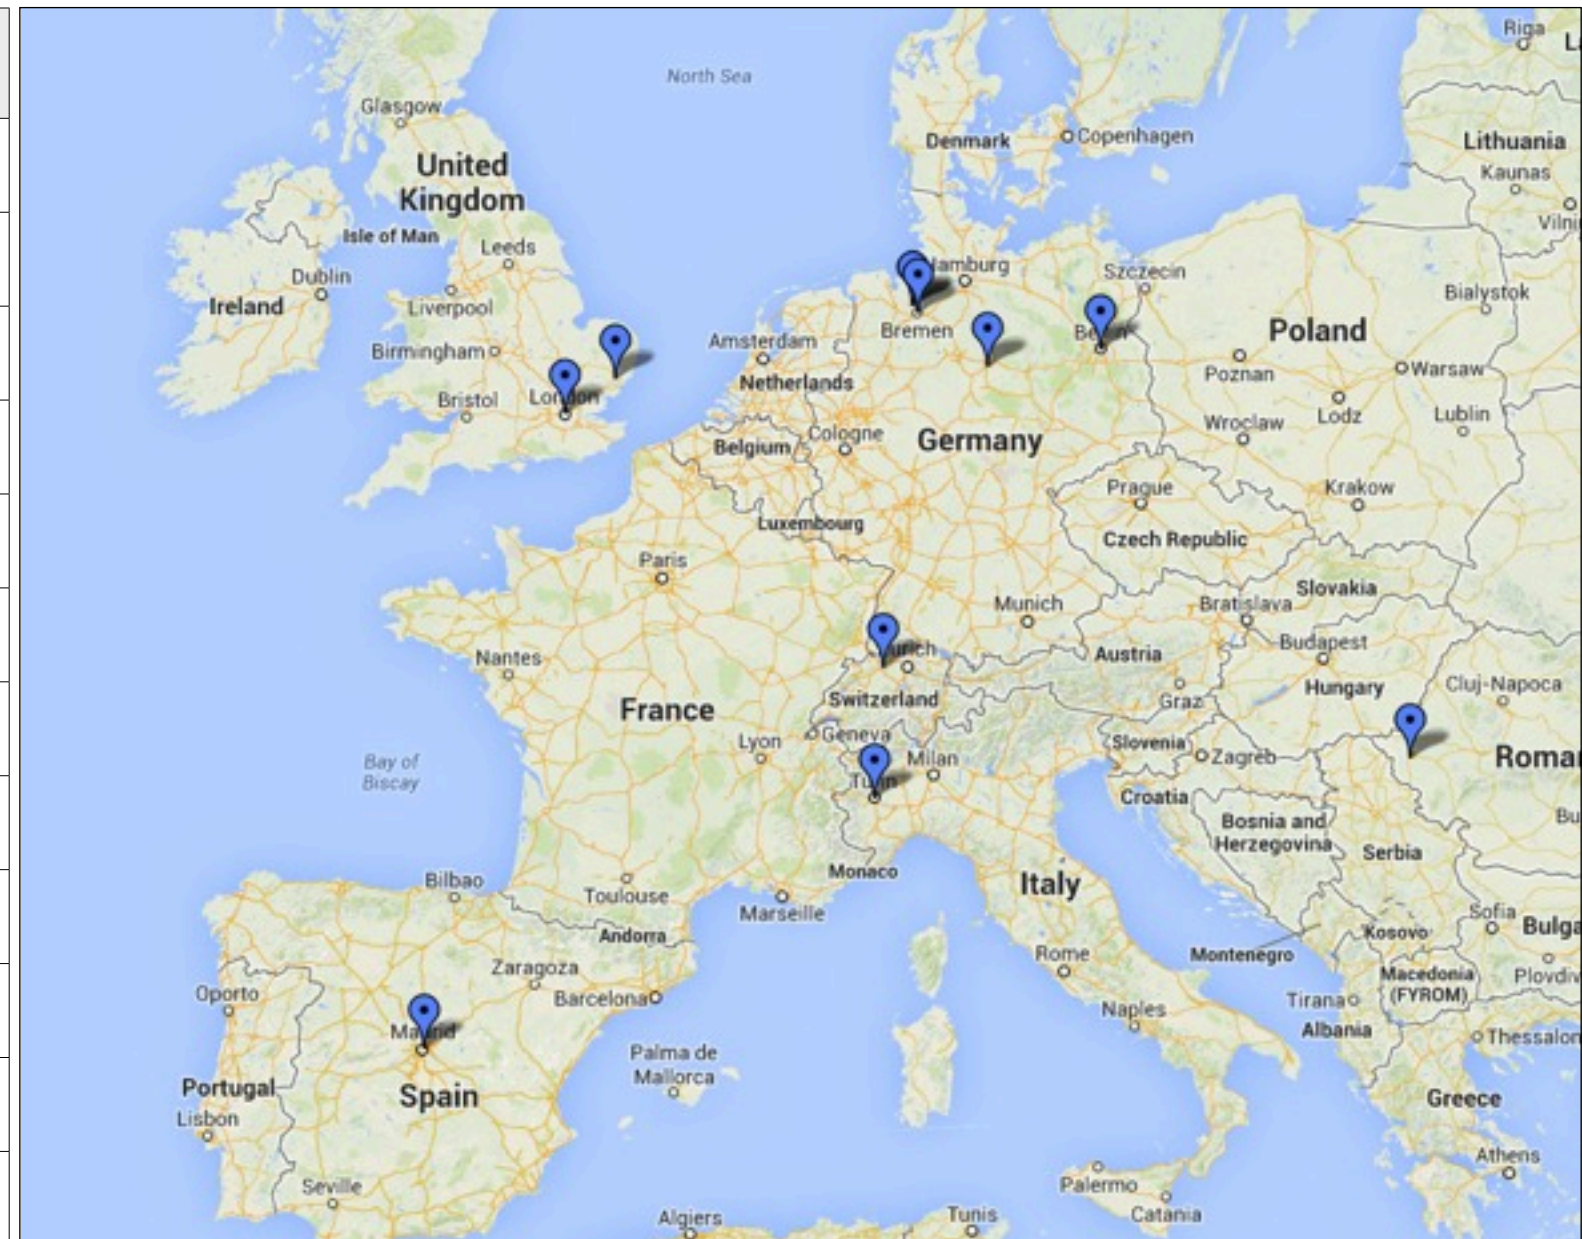 Riga
North Sea
Glasgow
Denmark
Copenhagen
Lithuania
United
Kingdom
Kaunas
Isle of Man
Leeds
Dublin
Hamburg
Szczecin
Ireland
Liverpool
Bialystok
Bremen
Poland
Amsterdam
Birmingham
Netherlands
Poznan
Warsaw
Bristol
London
Lodz
Lublin
Wroclaw
Cologne
Germany
Belgium
Prague
Krakow
Luxembourg
Czech Republic
Paris
Slovakia
Munich
Bratislava
Budapest
Nantes
Austria
Hungary
Cluj-Napoca
Switzerland
Graz
France
Geneva
Lyon
Slovenia
Zagreb
Milan
Bay of
Biscay
Croatia
Bosnia and
Herzegovina
Serbia
Monaco
Italy
Bilbao
Toulouse
Marseille
Sofia
Kosovo
Andorra
Montenegro
Rome
Zaragoza
Macedonia
(FYROM)
Oporto
Barcelona
Tirana
Naples
Albania
Madrid
Palma de
Mallorca
Portugal
Spain
Greece
Lisbon
Athens
Palermo
Seville
Catania
Algiers
Tunis